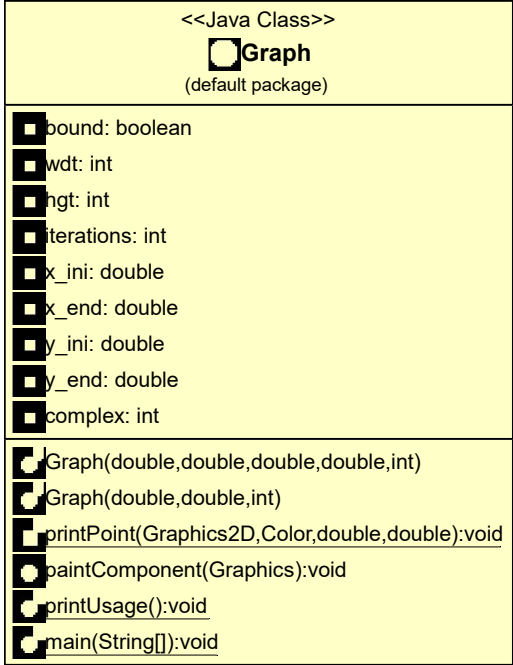 <<Java Class>>
Graph
(default package)
bound: boolean
wdt: int
hgt: int
iterations: int
x_ini: double
x_end: double
y_ini: double
y_end: double
complex: int
Graph(double,double,double,double,int)
Graph(double,double,int)
printPoint(Graphics2D,Color,double,double):void
paintComponent(Graphics):void
printUsage():void
main(String[]):void